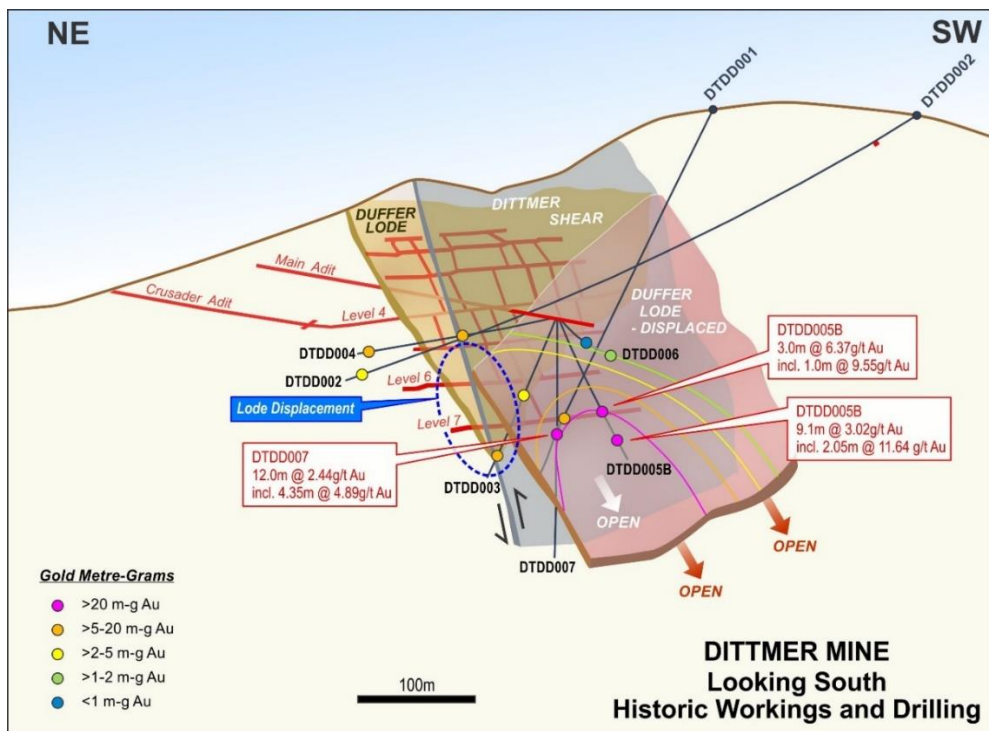 NE
SW
DTDD001
DTDD002
DUFFER
LODE
DITTMER
SHEAR
Main Adit
Crusader Adit
Level 4
DUFFER
LODE
- DISPLACED
DTDD005B
3.0m @ 6.37g/t Au
incl. 1.0m @ 9.55g/t Au
DTDD004
DTDD006
DTDD002
Level 6
Lode Displacement
DTDD005B
9.1m @ 3.02g/t Au
incl. 2.05m @ 11.64 g/t Au
Level 7
DTDD007
12.0m @ 2.44g/t Au
incl. 4.35m @ 4.89g/t Au
DTDD003
DTDD005B
OPEN
OPEN
DTDD007
OPEN
Gold Metre-Grams
>20 m-g Au
>5-20 m-g Au
>2-5 m-g Au
>1-2 m-g Au
<1 m-g Au
100m
DITTMER MINE
Looking South
Historic Workings and Drilling